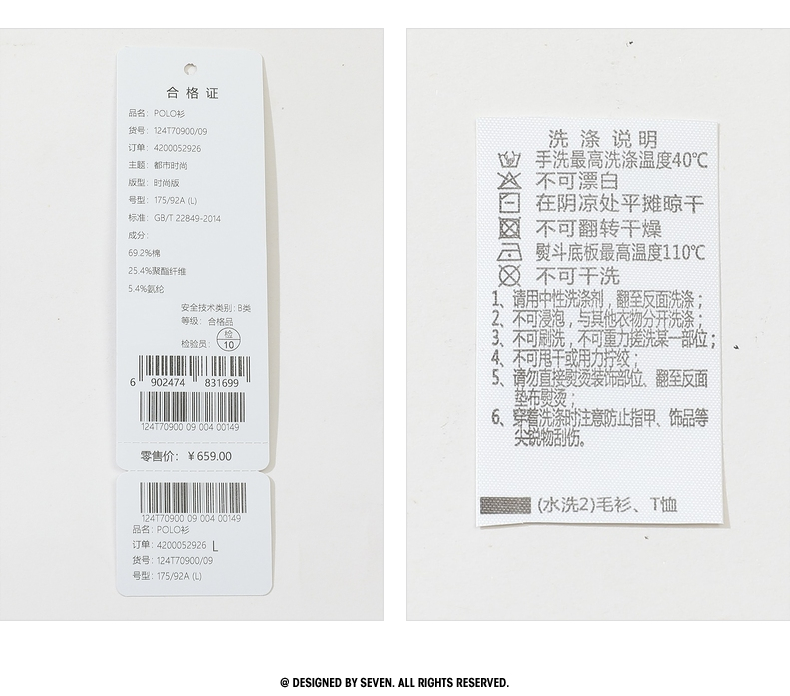 合格证
品名: POLO衫
货号: 124T70900/09
订单: 4200052926
主题: 都市时尚
版型: 时尚版
号型: 175/92A (L)
标准: GB/T 22849-2014
成分:
69.2%棉
25.4%聚酯纤维
5.4%氨纶
安全技术类别: B类
等级: 合格品
检验员: 检 10
6 902474 831699
124T70900 09 004 00149
零售价: ¥659.00
124T70900 09 004 00149
品名: POLO衫
订单: 4200052926 L
货号: 124T70900/09
号型: 175/92A (L)
洗涤说明
手洗最高洗涤温度40℃
不可漂白
在阴凉处平摊晾干
不可翻转干燥
熨斗底板最高温度110℃
不可干洗
1、请用中性洗涤剂，翻至反面洗涤；
2、不可浸泡，与其他衣物分开洗涤；
3、不可刷洗，不可重力搓洗某一部位；
4、不可甩干或用力拧绞；
5、请勿直接熨烫装饰部位、翻至反面
垫布熨烫；
6、穿着洗涤时注意防止指甲、饰品等
尖锐物刮伤。
(水洗2)毛衫、T恤
@ DESIGNED BY SEVEN. ALL RIGHTS RESERVED.